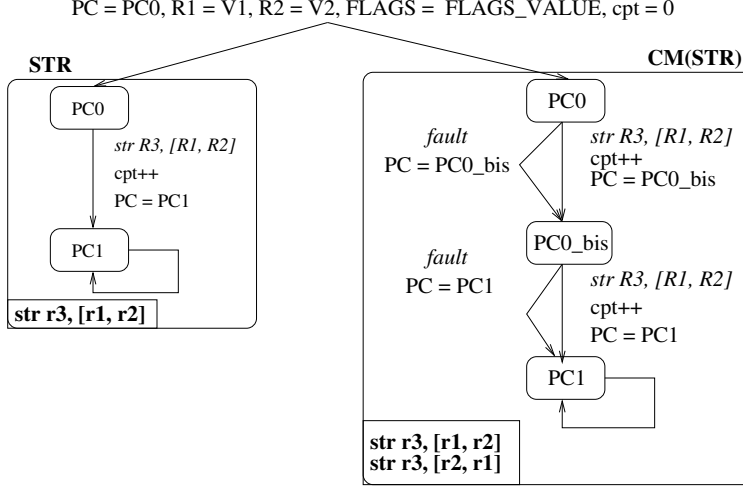 PC = PC0, R1 = V1, R2 = V2, FLAGS = FLAGS_VALUE, cpt = 0
STR
PC0
str R3, [R1, R2]
cpt++
PC = PC1
PC1
str r3, [r1, r2]
CM(STR)
PC0
fault
PC = PC0_bis
str R3, [R1, R2]
cpt++
PC = PC0_bis
PC0_bis
fault
PC = PC1
str R3, [R1, R2]
cpt++
PC = PC1
PC1
str r3, [r1, r2]
str r3, [r2, r1]